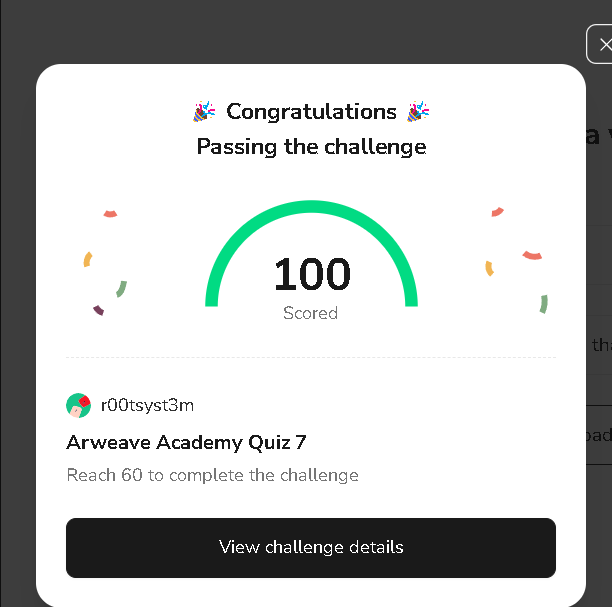 🎉 Congratulations 🎉
Passing the challenge
100
Scored
r00tsyst3m
Arweave Academy Quiz 7
Reach 60 to complete the challenge
View challenge details